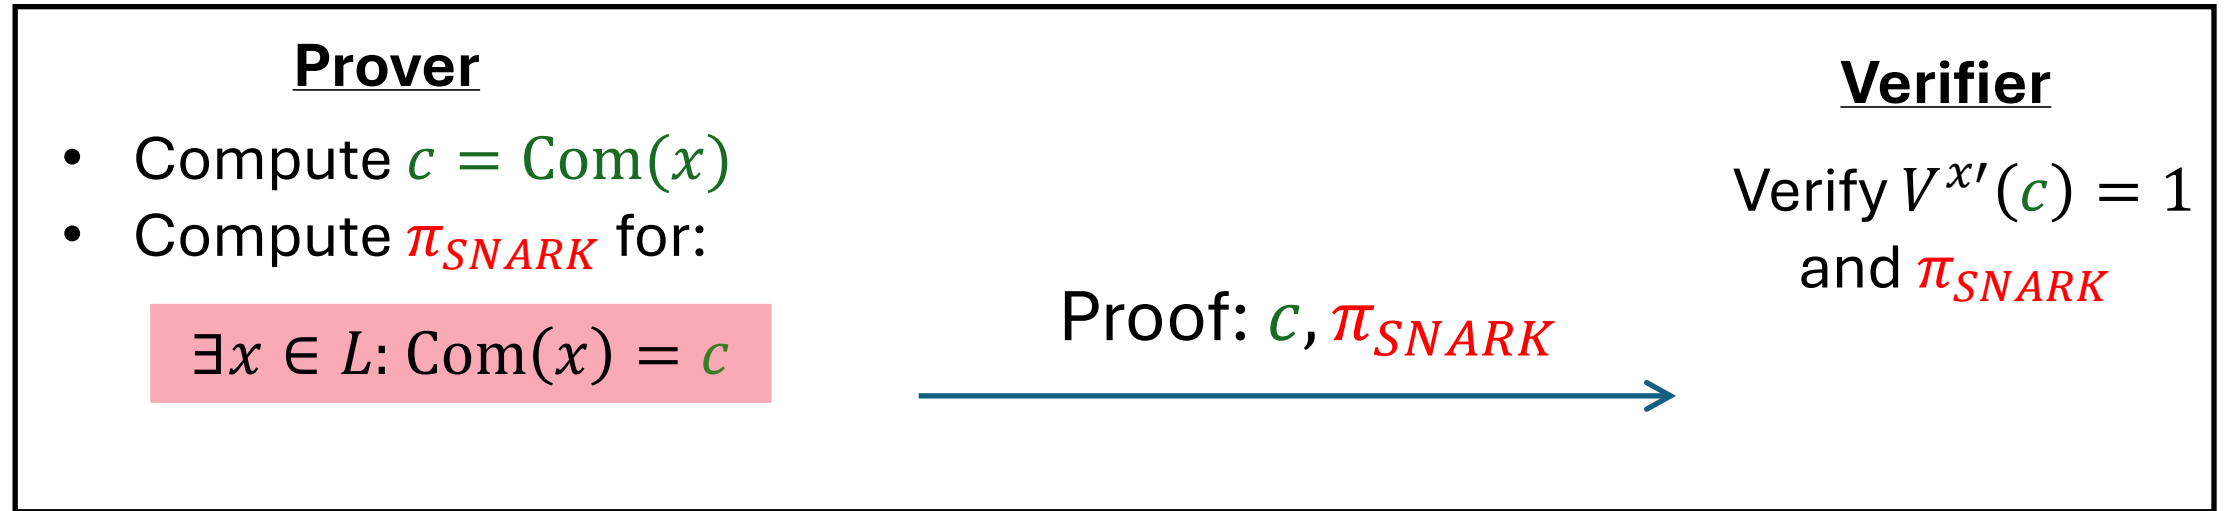 Prover
• Compute 𝑐 = Com(𝑥)
• Compute 𝜋_{𝑆𝑁𝐴𝑅𝐾} for:
∃𝑥 ∈ 𝐿: Com(𝑥) = 𝑐
Proof: 𝑐, 𝜋_{𝑆𝑁𝐴𝑅𝐾}
Verifier
Verify 𝑉^{𝑥′}(𝑐) = 1
and 𝜋_{𝑆𝑁𝐴𝑅𝐾}